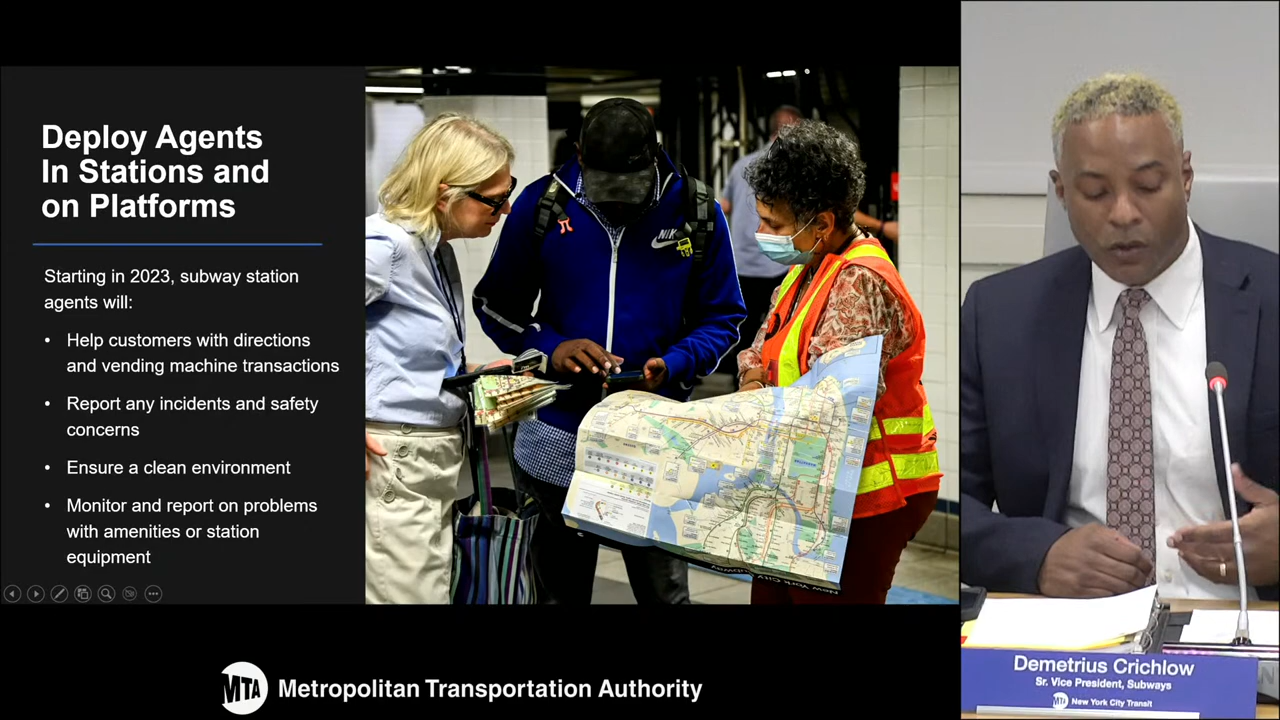 Deploy Agents
In Stations and
on Platforms
Starting in 2023, subway station
agents will:
• Help customers with directions
and vending machine transactions
• Report any incidents and safety
concerns
• Ensure a clean environment
• Monitor and report on problems
with amenities or station
equipment
NIKE
MTA Metropolitan Transportation Authority
Demetrius Crichlow
Sr. Vice President, Subways
MTA New York City Transit